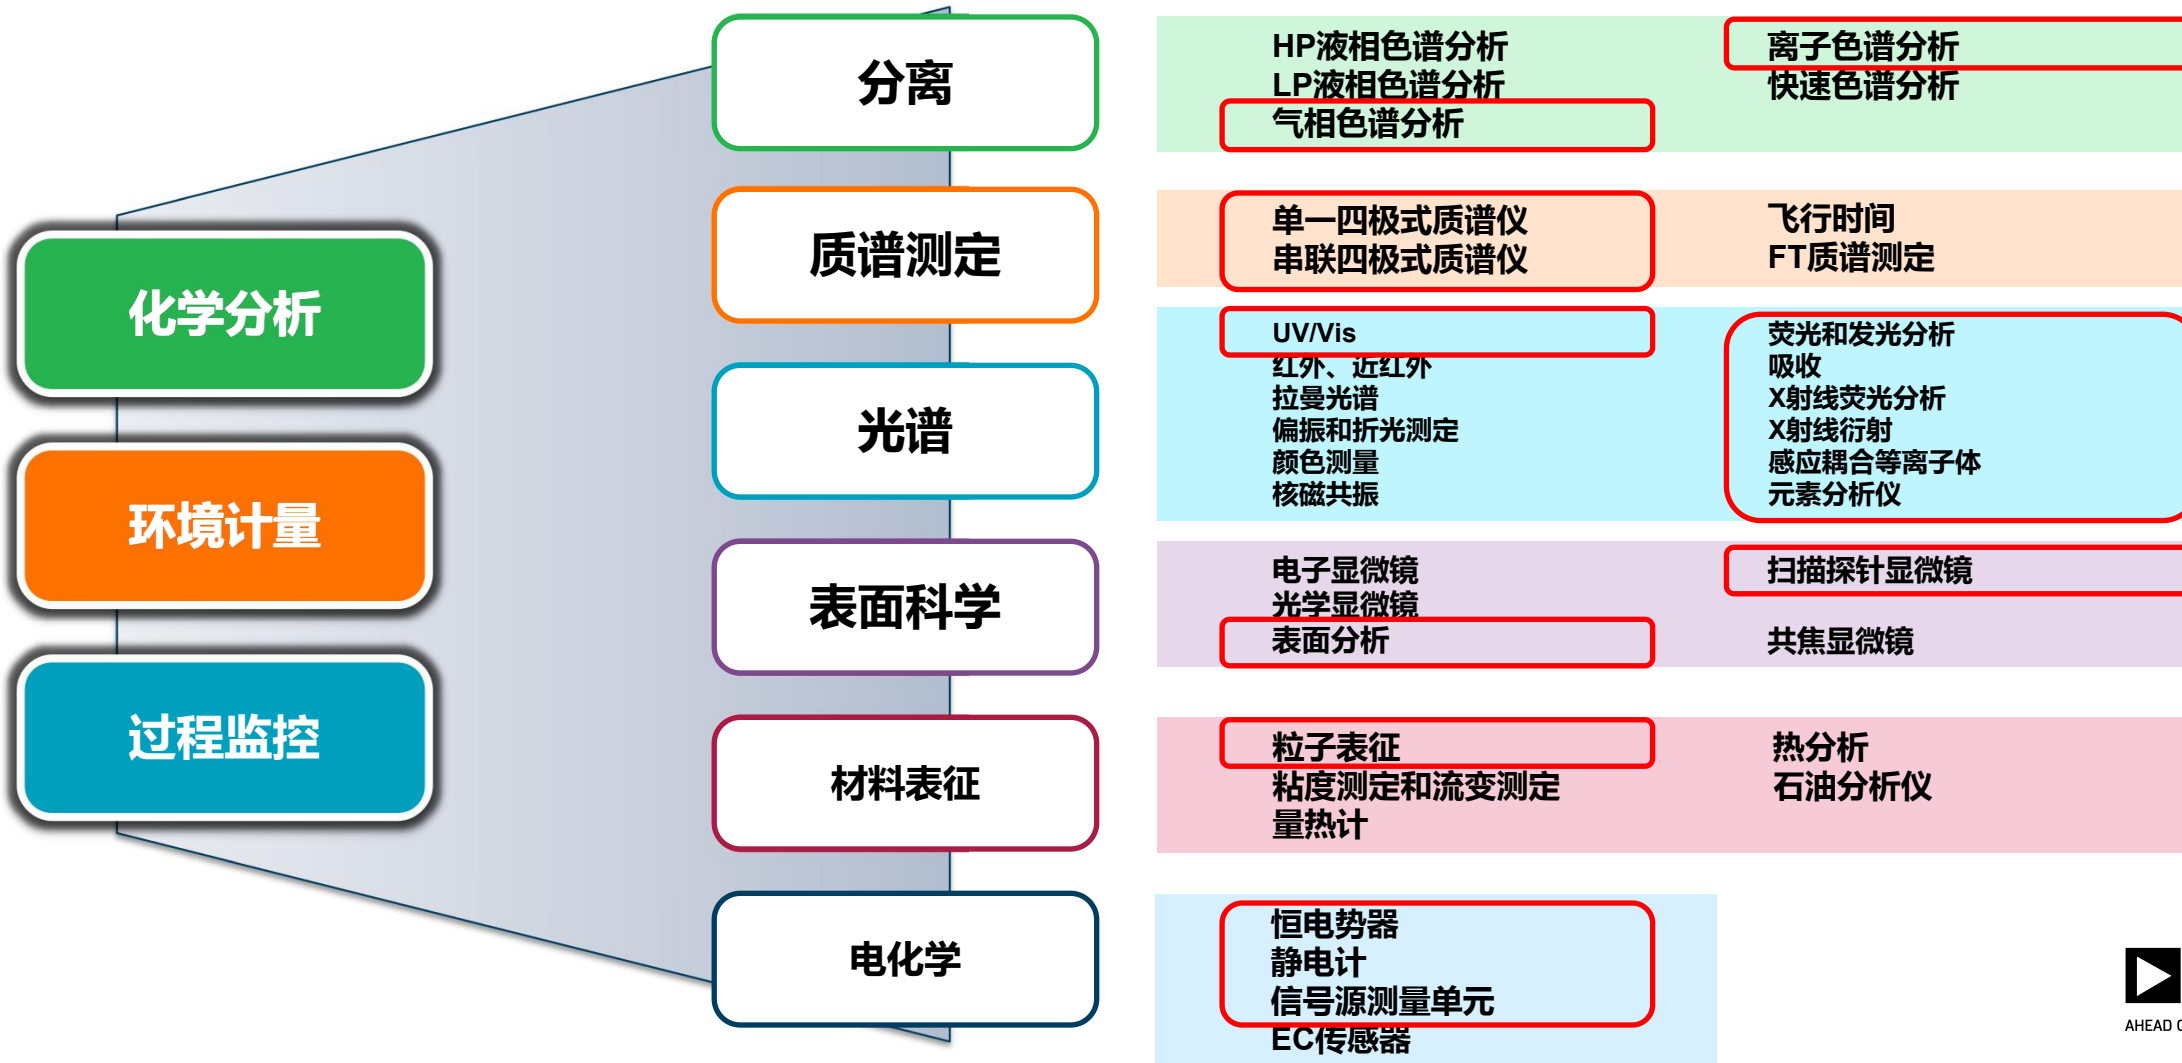 化学分析
环境计量
过程监控
分离
HP液相色谱分析
LP液相色谱分析
气相色谱分析
离子色谱分析
快速色谱分析
质谱测定
单一四极式质谱仪
串联四极式质谱仪
飞行时间
FT质谱测定
光谱
UV/Vis
红外、近红外
拉曼光谱
偏振和折光测定
颜色测量
核磁共振
荧光和发光分析
吸收
X射线荧光分析
X射线衍射
感应耦合等离子体
元素分析仪
表面科学
电子显微镜
光学显微镜
表面分析
扫描探针显微镜
共焦显微镜
材料表征
粒子表征
粘度测定和流变测定
量热计
热分析
石油分析仪
电化学
恒电势器
静电计
信号源测量单元
EC传感器
AHEAD